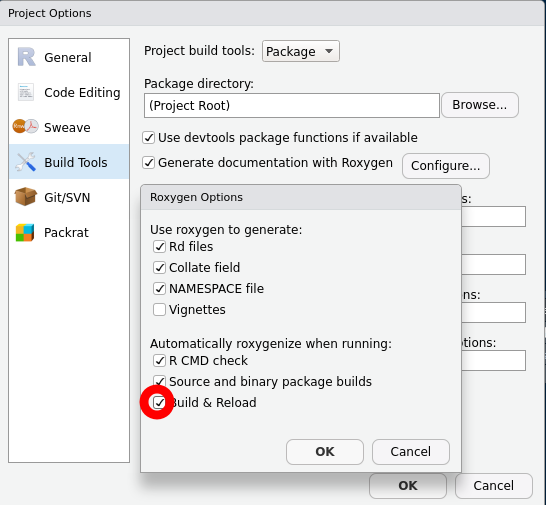 Project Options
General
Code Editing
Sweave
Build Tools
Git/SVN
Packrat
Project build tools: Package
Package directory:
(Project Root) Browse...
Use devtools package functions if available
Generate documentation with Roxygen Configure...
Roxygen Options
Use roxygen to generate:
Rd files
Collate field
NAMESPACE file
Vignettes
Automatically roxygenize when running:
R CMD check
Source and binary package builds
Build & Reload
OK Cancel
OK Cancel